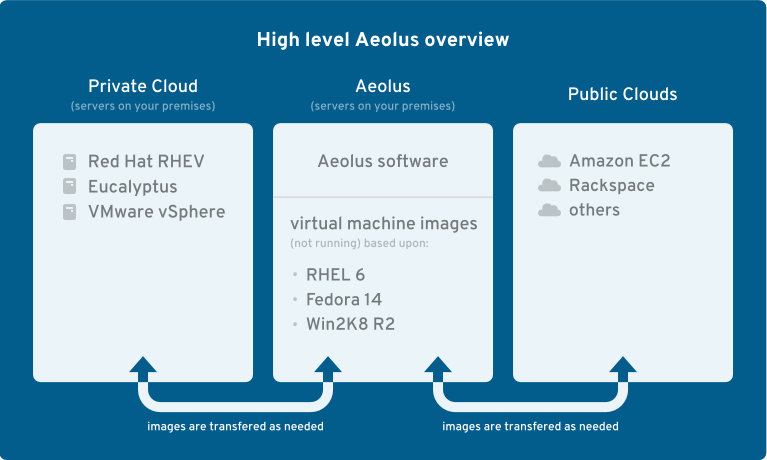 High level Aeolus overview
Private Cloud
(servers on your premises)
Red Hat RHEV
Eucalyptus
VMware vSphere
Aeolus
(servers on your premises)
Aeolus software
virtual machine images
(not running) based upon:
• RHEL 6
• Fedora 14
• Win2K8 R2
Public Clouds
Amazon EC2
Rackspace
others
images are transfered as needed
images are transfered as needed